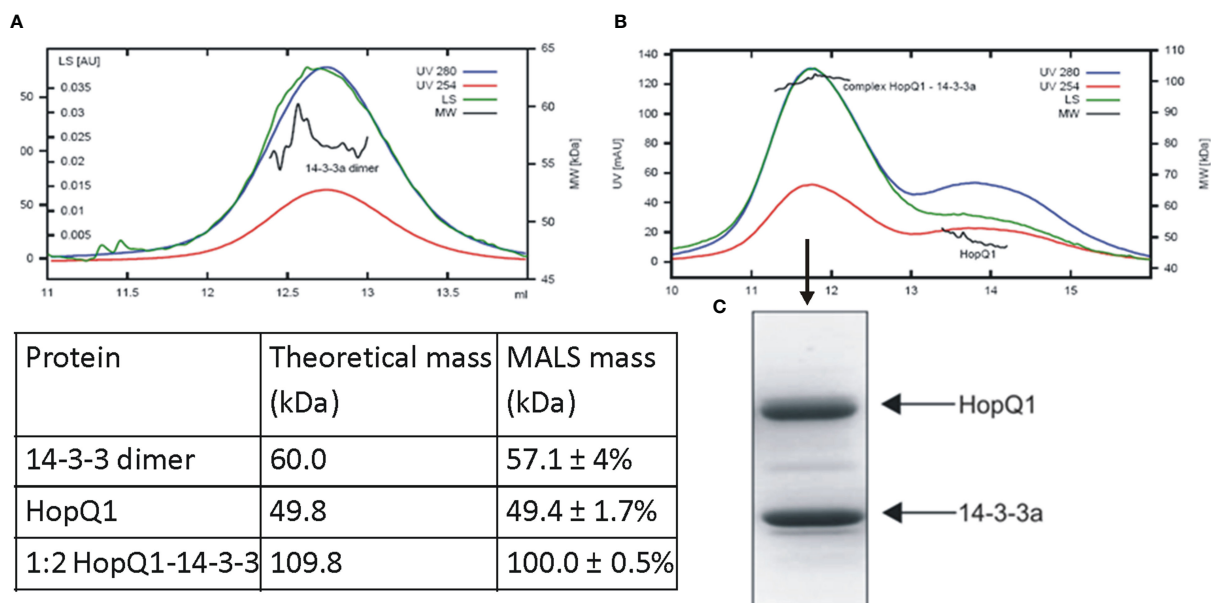 A
LS [AU]
0.035
0.03
0.025
0.02
0.015
0.01
0.005
50
00
50
0
65
60
55
50
45
MW [kDa]
UV 280
UV 254
LS
MW
14-3-3a dimer
11 11.5 12 12.5 13 13.5 ml
B
UV [mAU]
140
120
100
80
60
40
20
0
110
100
90
80
70
60
50
40
MW [kDa]
UV 280
UV 254
LS
MW
complex HopQ1 - 14-3-3a
HopQ1
10 11 12 13 14 15
Protein Theoretical mass (kDa) MALS mass (kDa)
14-3-3 dimer 60.0 57.1 ± 4%
HopQ1 49.8 49.4 ± 1.7%
1:2 HopQ1-14-3-3 109.8 100.0 ± 0.5%
C
HopQ1
14-3-3a